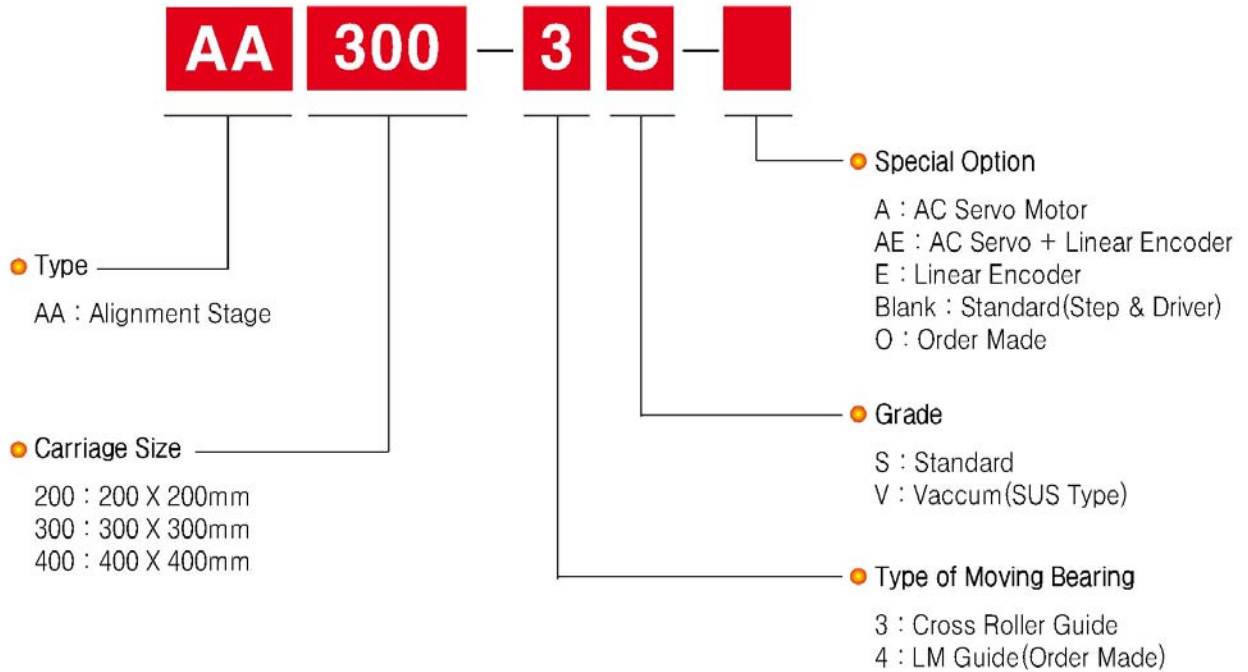 AA 300 - 3 S -
Special Option
A : AC Servo Motor
AE : AC Servo + Linear Encoder
E : Linear Encoder
Blank : Standard(Step & Driver)
O : Order Made
Type
AA : Alignment Stage
Grade
S : Standard
V : Vaccum(SUS Type)
Carriage Size
200 : 200 X 200mm
300 : 300 X 300mm
400 : 400 X 400mm
Type of Moving Bearing
3 : Cross Roller Guide
4 : LM Guide(Order Made)